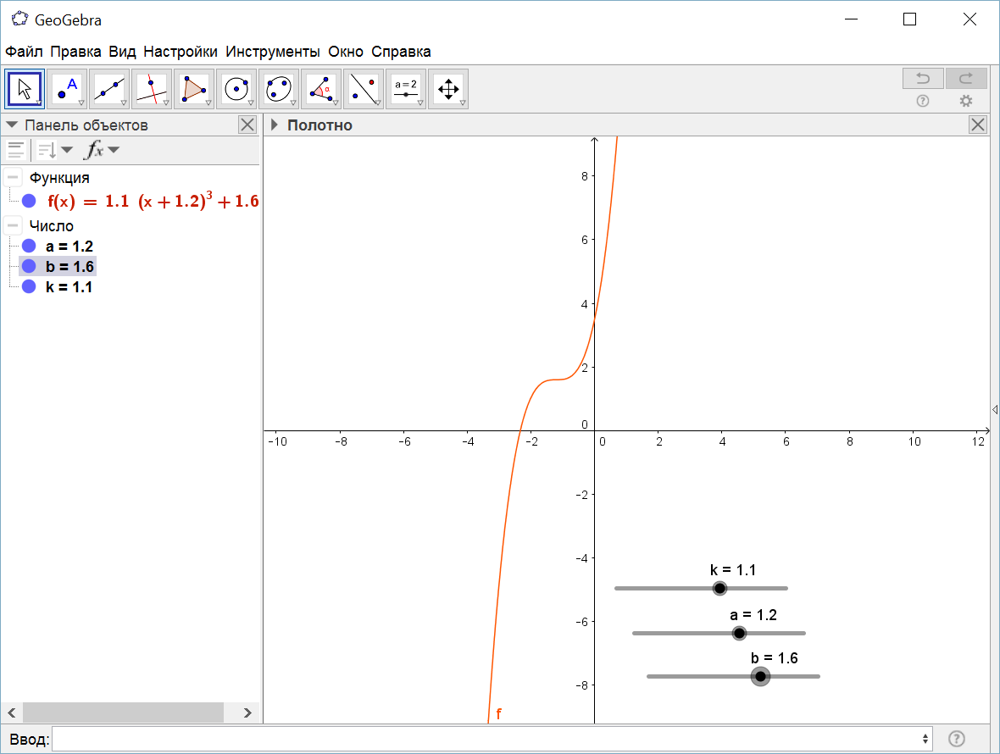 GeoGebra
Файл Правка Вид Настройки Инструменты Окно Справка
A
α
a = 2
Панель объектов
Полотно
fx
Функция
f(x) = 1.1 (x + 1.2)³ + 1.6
Число
a = 1.2
b = 1.6
k = 1.1
8
6
4
2
0
-10 -8 -6 -4 -2 0 2 4 6 8 10 12
-2
-4
k = 1.1
-6
a = 1.2
b = 1.6
-8
f
Ввод: